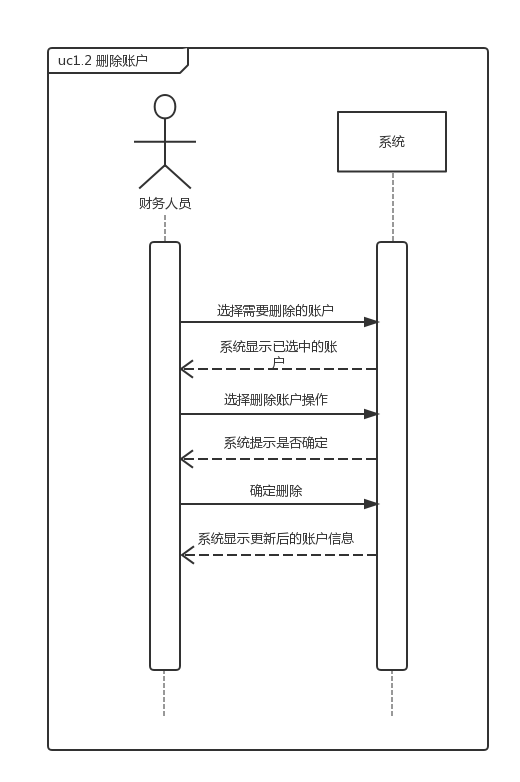 uc1.2 删除账户
系统
财务人员
选择需要删除的账户
系统显示已选中的账
户
选择删除账户操作
系统提示是否确定
确定删除
系统显示更新后的账户信息